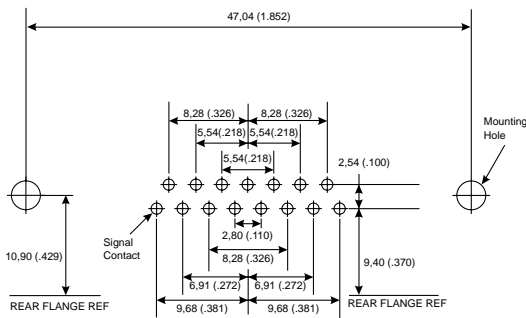 47,04 (1.852)
8,28 (.326)
8,28 (.326)
Mounting
Hole
5,54(.218)
5,54(.218)
2,54 (.100)
5,54(.218)
Signal
Contact
2,80 (.110)
10,90 (.429)
8,28 (.326)
9,40 (.370)
6,91 (.272)
6,91 (.272)
REAR FLANGE REF
REAR FLANGE REF
9,68 (.381)
9,68 (.381)